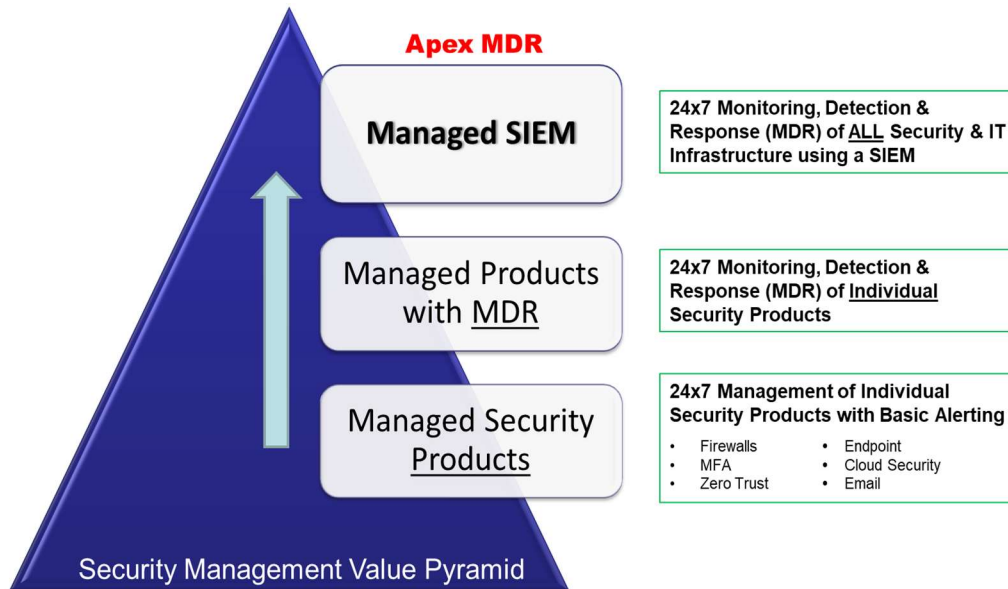 Apex MDR
Managed SIEM
24x7 Monitoring, Detection &
Response (MDR) of ALL Security & IT
Infrastructure using a SIEM
Managed Products
with MDR
24x7 Monitoring, Detection &
Response (MDR) of Individual
Security Products
Managed Security
Products
24x7 Management of Individual
Security Products with Basic Alerting
• Firewalls
• MFA
• Zero Trust
• Endpoint
• Cloud Security
• Email
Security Management Value Pyramid